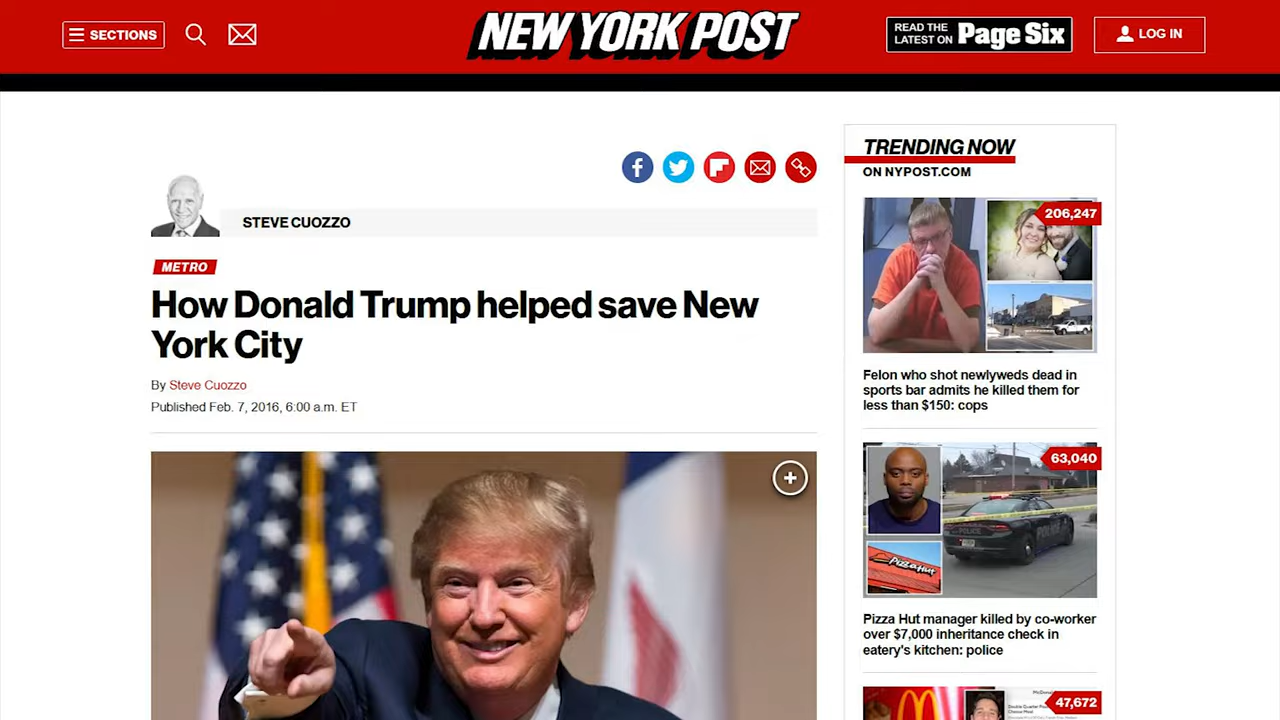 SECTIONS
NEW YORK POST
READ THE
LATEST ON
Page Six
LOG IN
STEVE CUOZZO
METRO
How Donald Trump helped save New
York City
By Steve Cuozzo
Published Feb. 7, 2016, 6:00 a.m. ET
TRENDING NOW
ON NYPOST.COM
206,247
Felon who shot newlyweds dead in
sports bar admits he killed them for
less than $150: cops
63,040
POLICE
Pizza Hut
Pizza Hut manager killed by co-worker
over $7,000 inheritance check in
eatery's kitchen: police
47,672